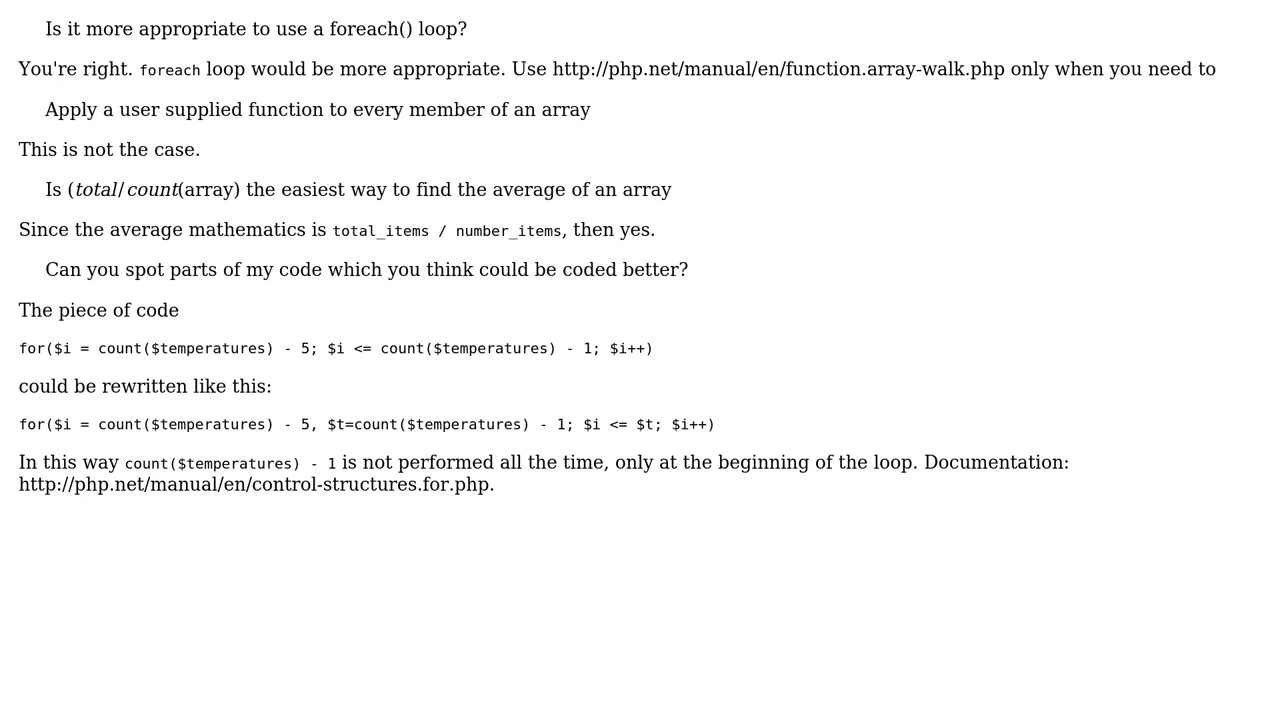 Is it more appropriate to use a foreach() loop?
You're right. foreach loop would be more appropriate. Use http://php.net/manual/en/function.array-walk.php only when you need to
Apply a user supplied function to every member of an array
This is not the case.
Is (total/count(array) the easiest way to find the average of an array
Since the average mathematics is total_items / number_items, then yes.
Can you spot parts of my code which you think could be coded better?
The piece of code
for($i = count($temperatures) - 5; $i <= count($temperatures) - 1; $i++)
could be rewritten like this:
for($i = count($temperatures) - 5, $t=count($temperatures) - 1; $i <= $t; $i++)
In this way count($temperatures) - 1 is not performed all the time, only at the beginning of the loop. Documentation:
http://php.net/manual/en/control-structures.for.php.